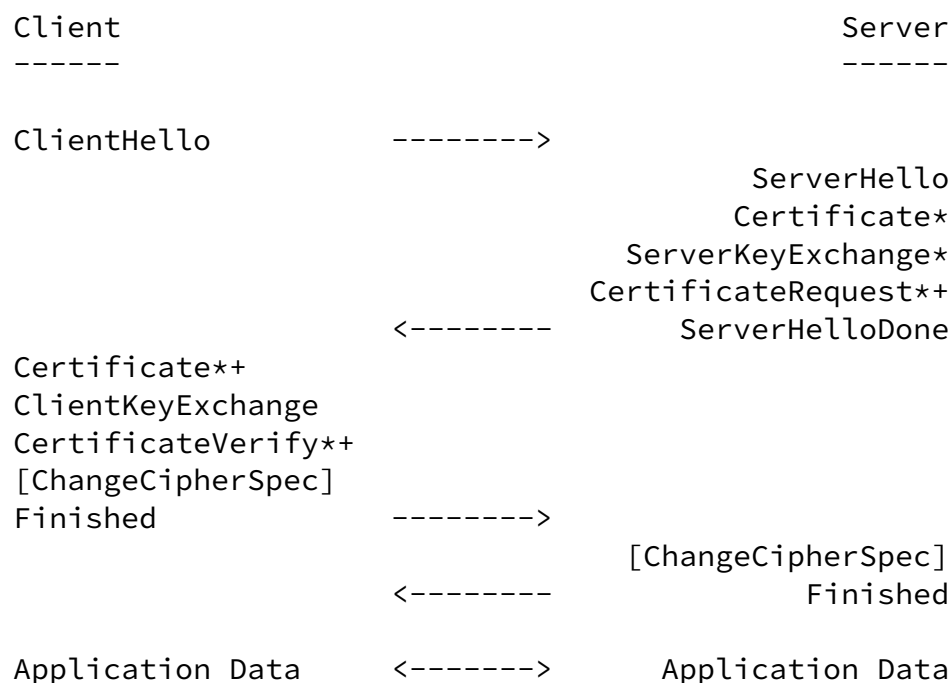 Client                                               Server
------                                               ------

ClientHello          -------->
                                                ServerHello
                                               Certificate*
                                         ServerKeyExchange*
                                       CertificateRequest*+
                     <--------              ServerHelloDone
Certificate*+
ClientKeyExchange
CertificateVerify*+
[ChangeCipherSpec]
Finished             -------->
                                         [ChangeCipherSpec]
                     <--------                     Finished

Application Data     <------->             Application Data